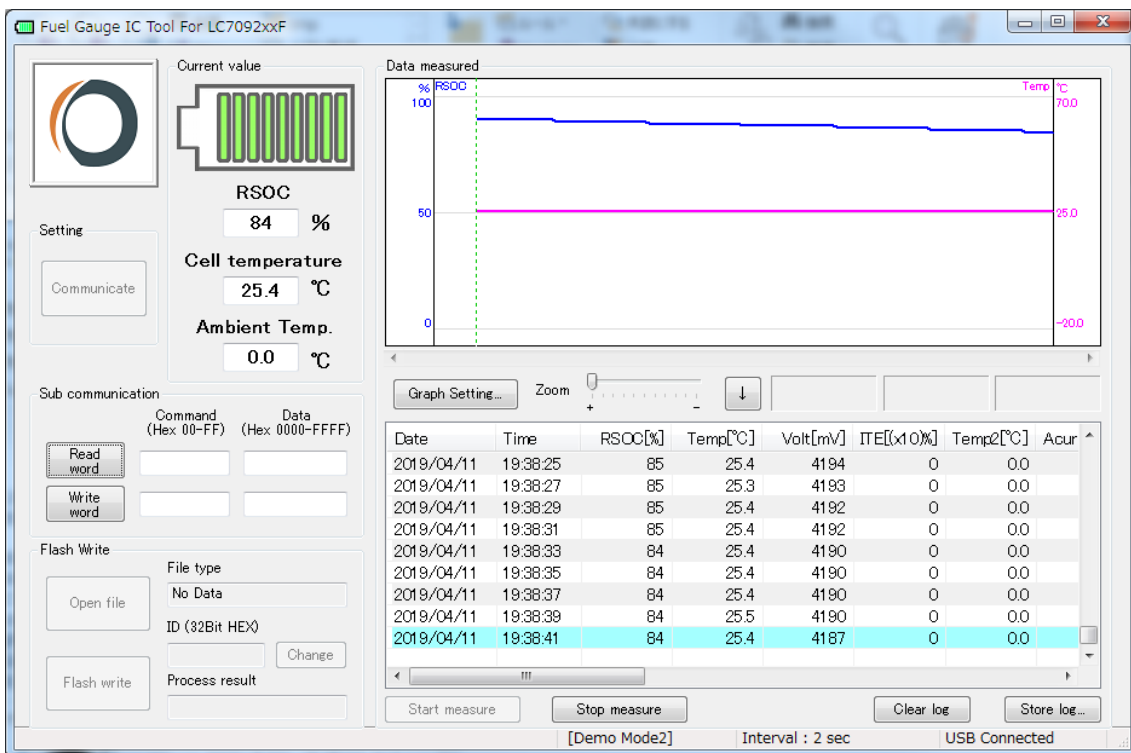 Fuel Gauge IC Tool For LC7092xxF
Current value
RSOC
84 %
Cell temperature
25.4 ℃
Ambient Temp.
0.0 ℃
Setting
Communicate
Sub communication
Command (Hex 00-FF)
Data (Hex 0000-FFFF)
Read word
Write word
Flash Write
Open file
File type
No Data
ID (32Bit HEX)
Change
Flash write
Process result
Data measured
% RSOC Temp ℃
100 70.0
50 25.0
0 -20.0
Graph Setting... Zoom + - ↓
Date Time RSOC[%] Temp[℃] Volt[mV] ITE[(x10)%] Temp2[℃] Acur
2019/04/11 19:38:25 85 25.4 4194 0 0.0
2019/04/11 19:38:27 85 25.3 4193 0 0.0
2019/04/11 19:38:29 85 25.4 4192 0 0.0
2019/04/11 19:38:31 85 25.4 4192 0 0.0
2019/04/11 19:38:33 84 25.4 4190 0 0.0
2019/04/11 19:38:35 84 25.4 4190 0 0.0
2019/04/11 19:38:37 84 25.4 4190 0 0.0
2019/04/11 19:38:39 84 25.5 4190 0 0.0
2019/04/11 19:38:41 84 25.4 4187 0 0.0
Start measure Stop measure Clear log Store log...
[Demo Mode2] Interval : 2 sec USB Connected